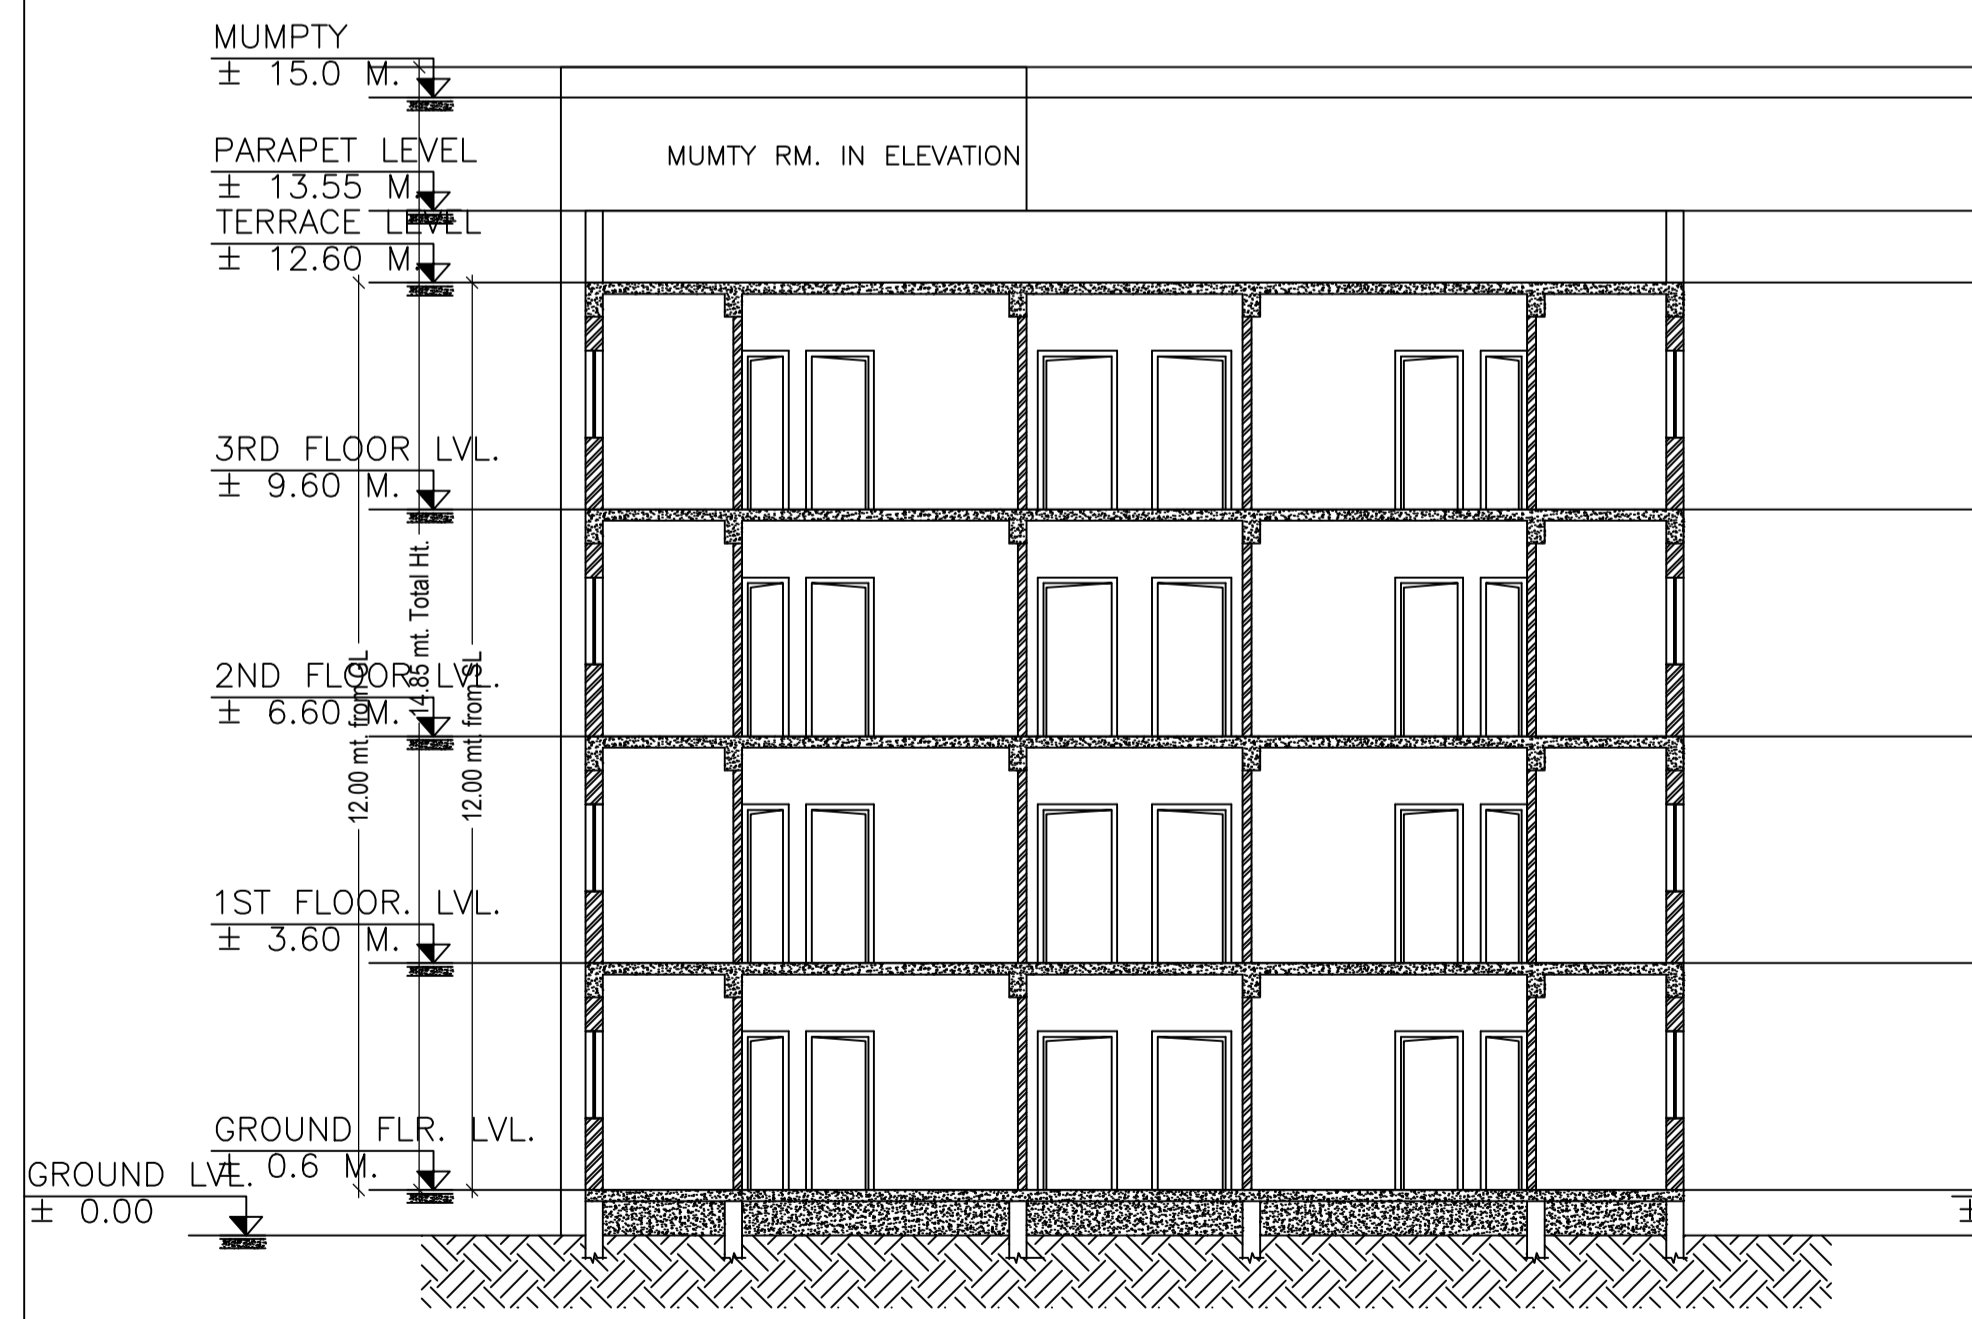 MUMPTY
± 15.0 M.
MUMTY RM. IN ELEVATION
PARAPET LEVEL
± 13.55 M.
TERRACE LEVEL
± 12.60 M.
3RD FLOOR LVL.
± 9.60 M.
14.85 mt. Total Ht.
2ND FLOOR LVL.
± 6.60 M.
12.00 mt. from GL
12.00 mt. from SL
1ST FLOOR. LVL.
± 3.60 M.
GROUND FLR. LVL.
± 0.6 M.
GROUND LVL.
± 0.00
±